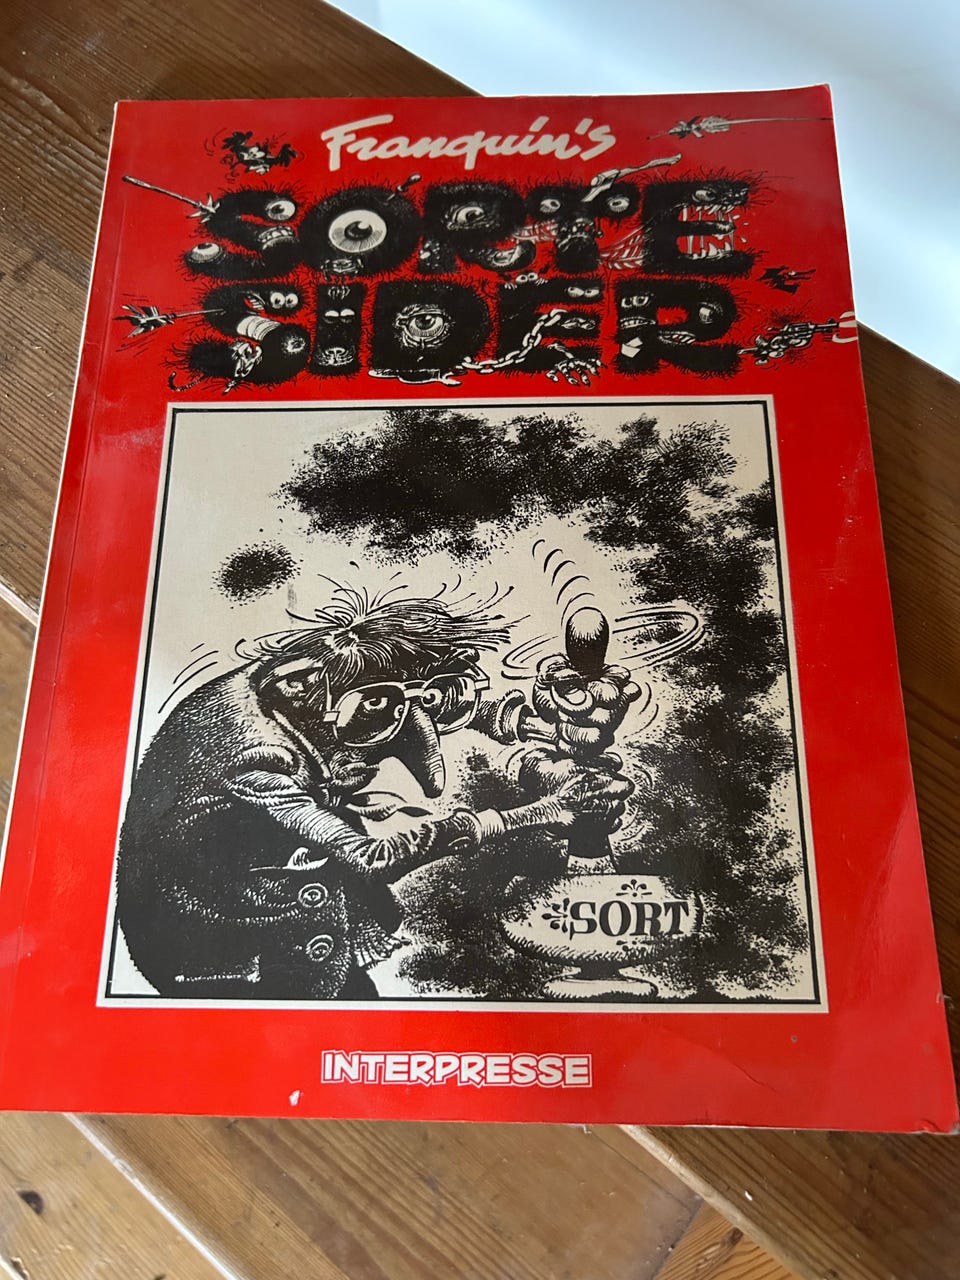 Franquin's
SORTE
SIDER
SORT
INTERPRESSE